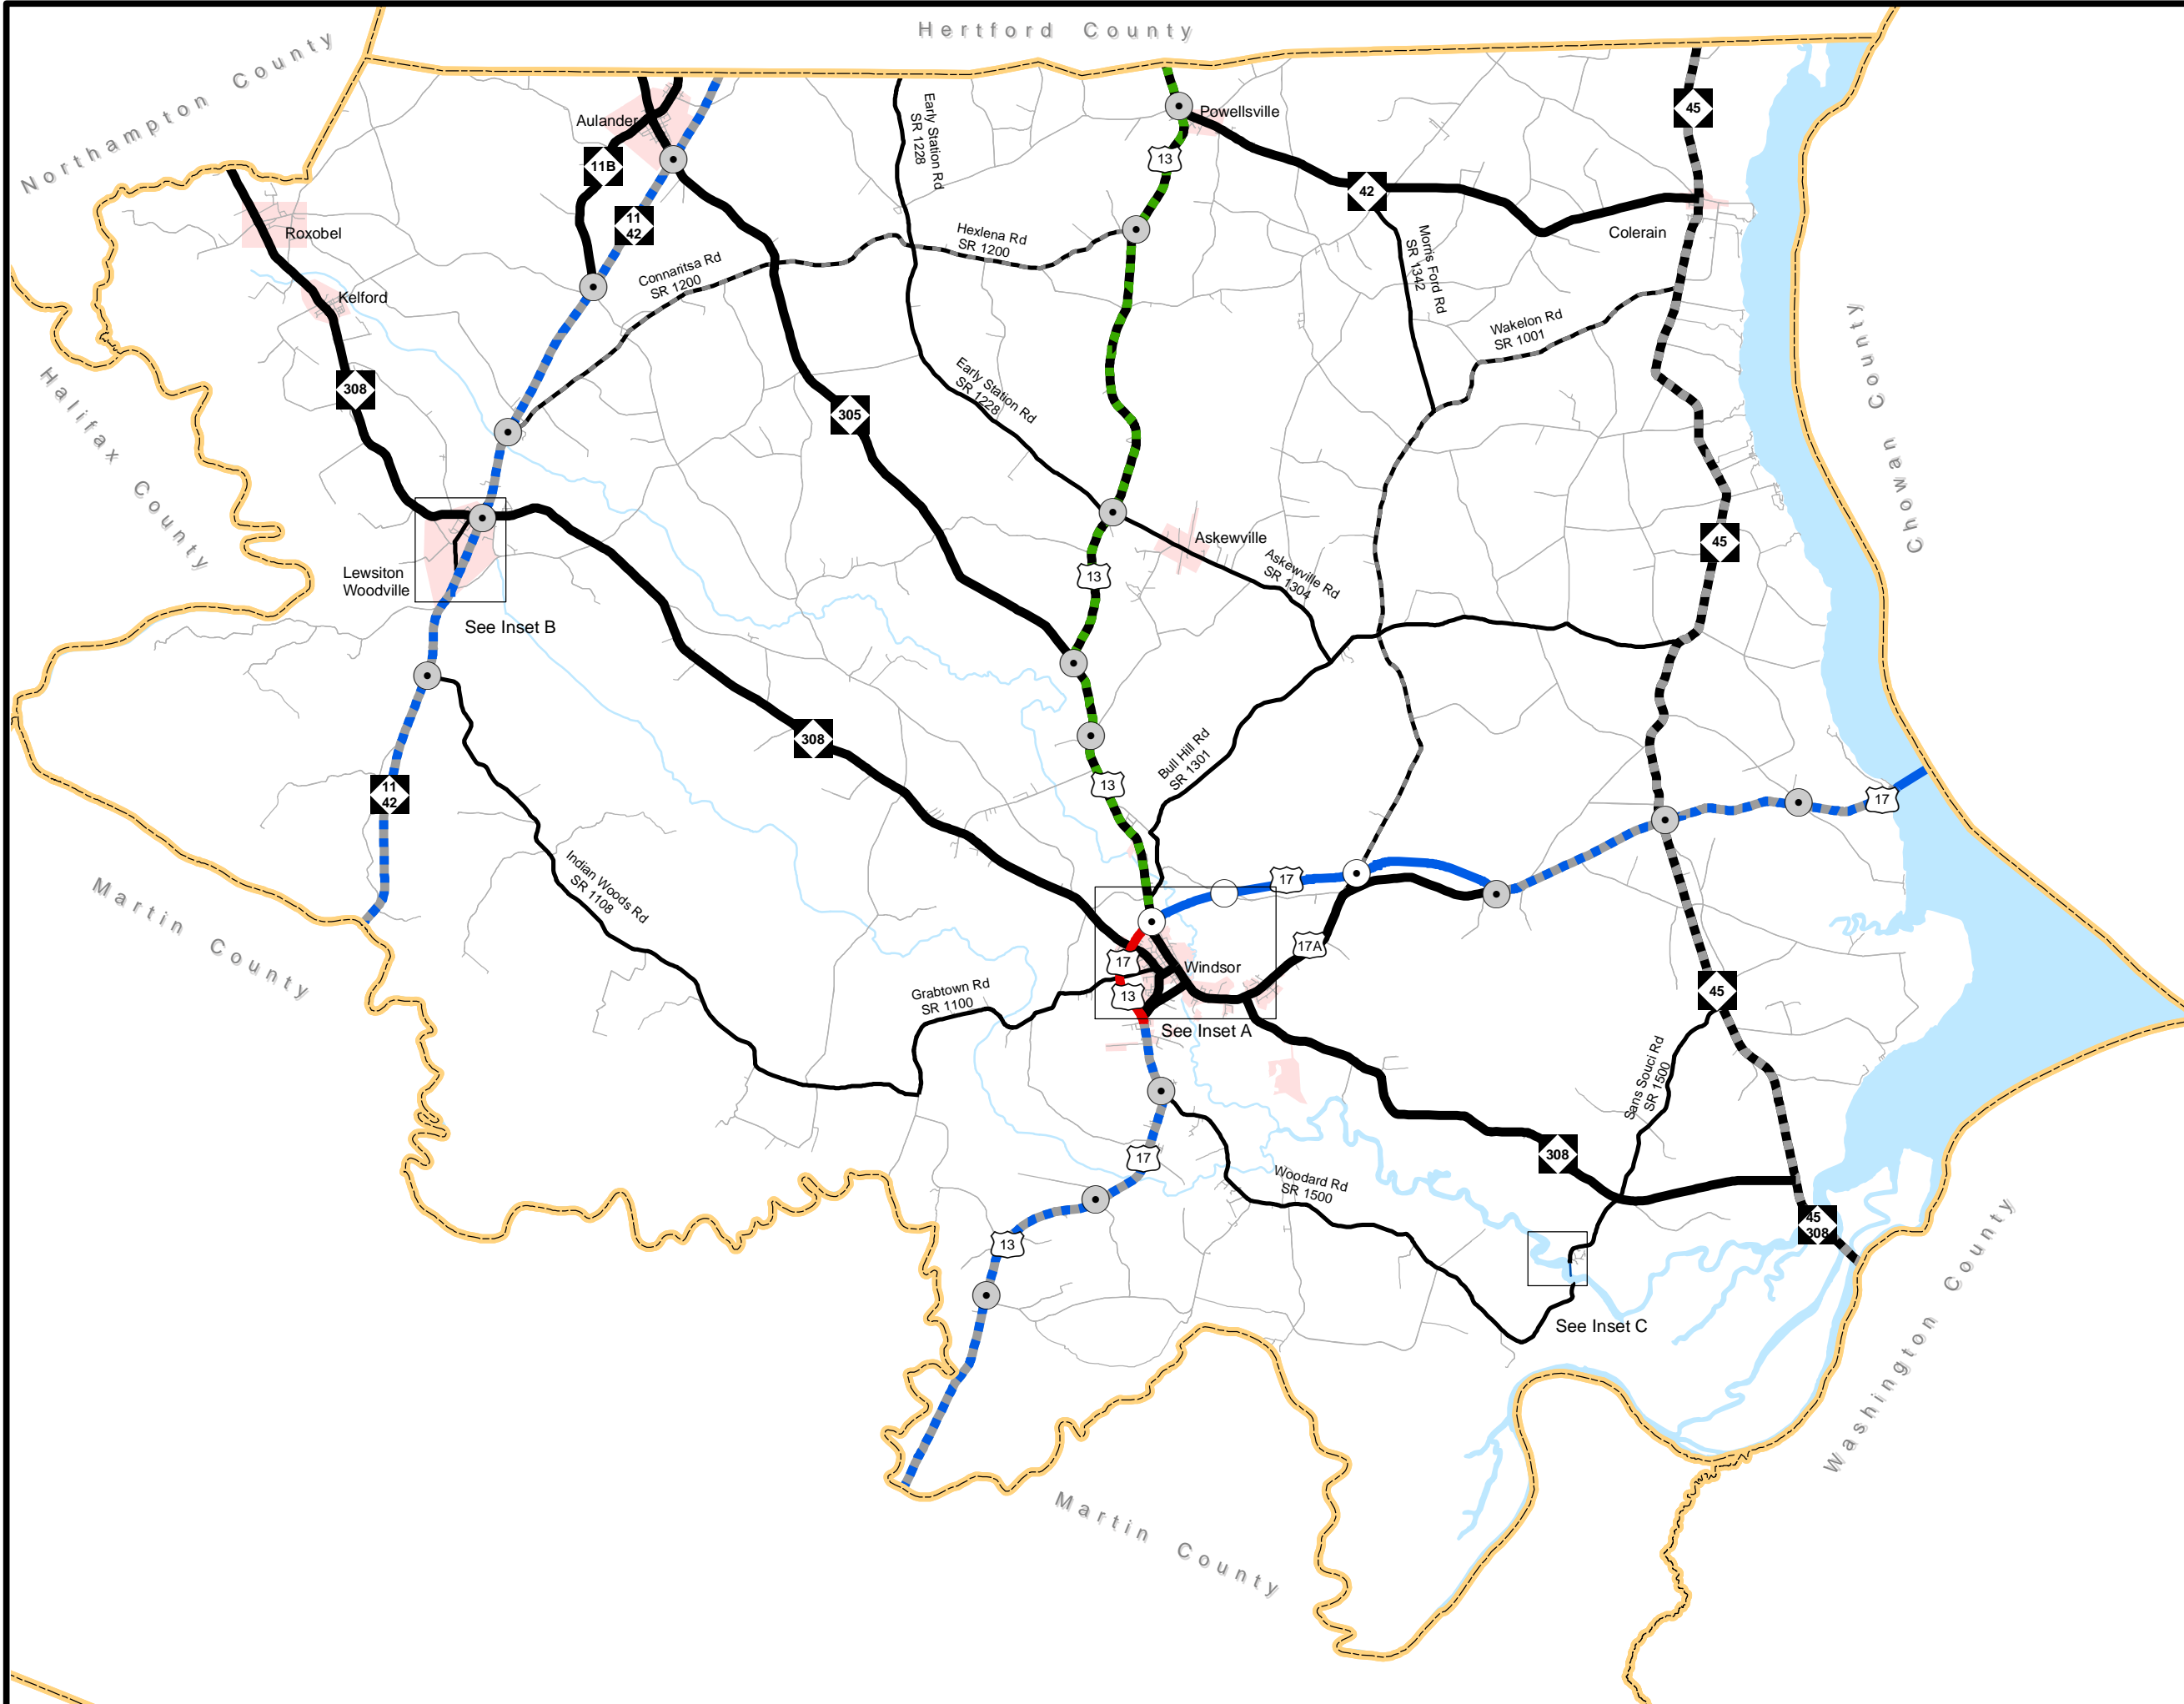 Hertford County
Northampton County
Halifax County
Martin County
Chowan County
Washington County
Martin County
Aulander
11B
11
42
Early Station Rd
SR 1228
Powellsville
13
42
45
Roxobel
Kelford
Connaritsa Rd
SR 1200
Hexlena Rd
SR 1200
Morris Ford Rd
SR 1342
Colerain
Wakelon Rd
SR 1001
308
305
Early Station Rd
SR 1228
Askewville
Askewville Rd
SR 1304
13
45
Lewsiton
Woodville
See Inset B
308
11
42
13
Bull Hill Rd
SR 1301
17
Indian Woods Rd
SR 1108
17
17A
17
Windsor
13
See Inset A
Grabtown Rd
SR 1100
45
Sans Souci Rd
SR 1500
308
17
Woodard Rd
SR 1500
13
45
308
See Inset C